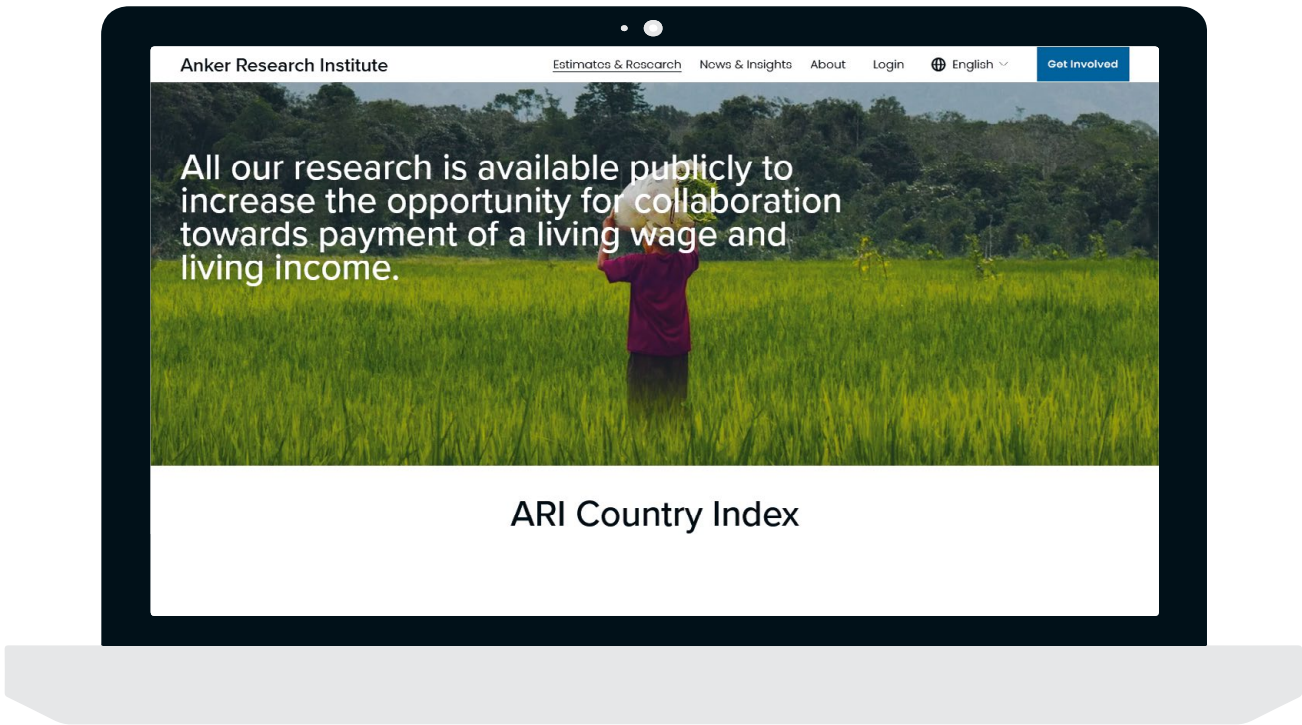 Anker Research Institute
Estimates & Research
News & Insights
About
Login
English
Get Involved
All our research is available publicly to
increase the opportunity for collaboration
towards payment of a living wage and
living income.
ARI Country Index